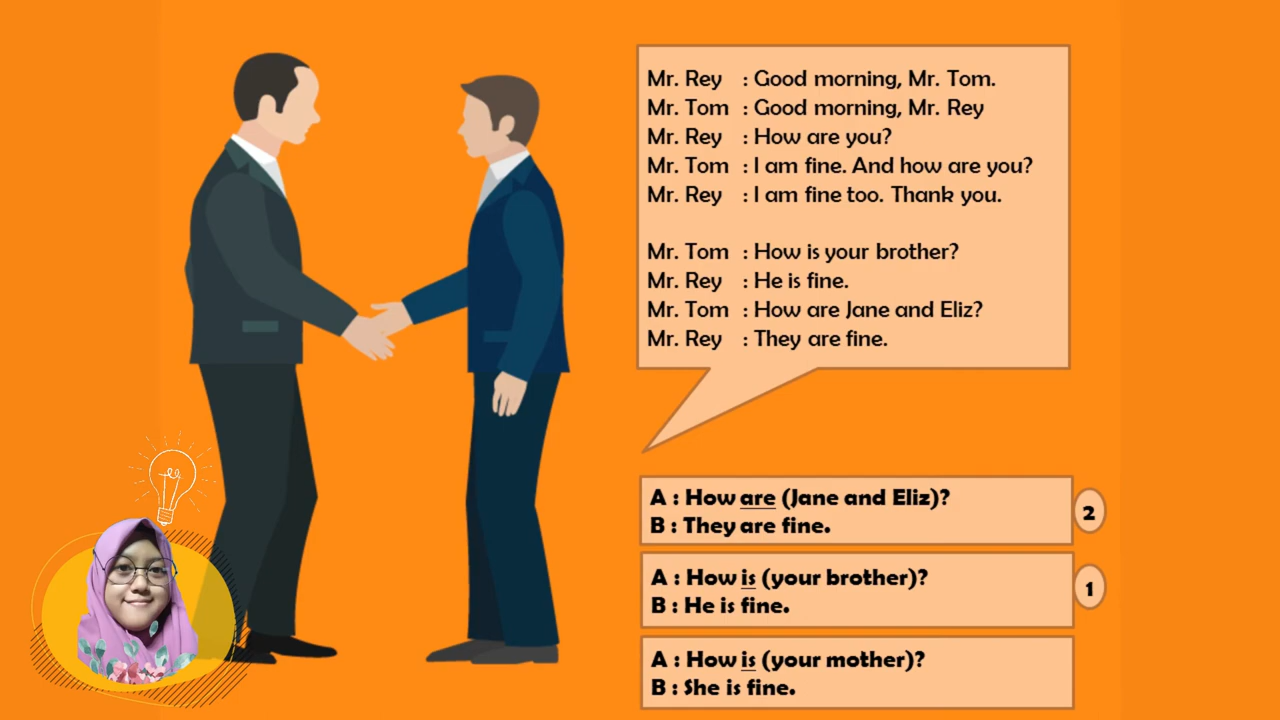 Mr. Rey : Good morning, Mr. Tom.
Mr. Tom : Good morning, Mr. Rey
Mr. Rey : How are you?
Mr. Tom : I am fine. And how are you?
Mr. Rey : I am fine too. Thank you.
Mr. Tom : How is your brother?
Mr. Rey : He is fine.
Mr. Tom : How are Jane and Eliz?
Mr. Rey : They are fine.
A : How are (Jane and Eliz)?
B : They are fine.
2
A : How is (your brother)?
B : He is fine.
1
A : How is (your mother)?
B : She is fine.